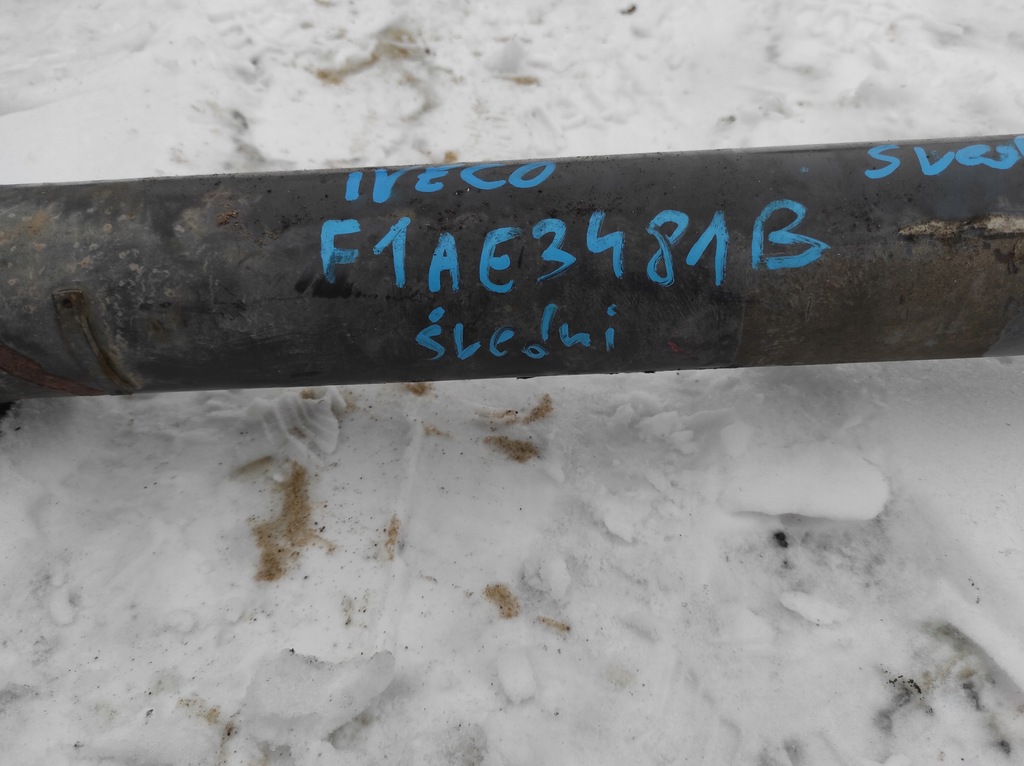 IVECO
F1AE3481B
średni